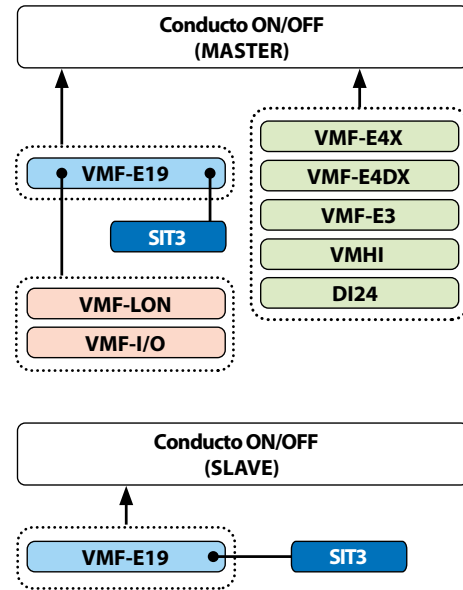 Conducto ON/OFF
(MASTER)
VMF-E19
SIT3
VMF-LON
VMF-I/O
VMF-E4X
VMF-E4DX
VMF-E3
VMHI
DI24
Conducto ON/OFF
(SLAVE)
VMF-E19
SIT3